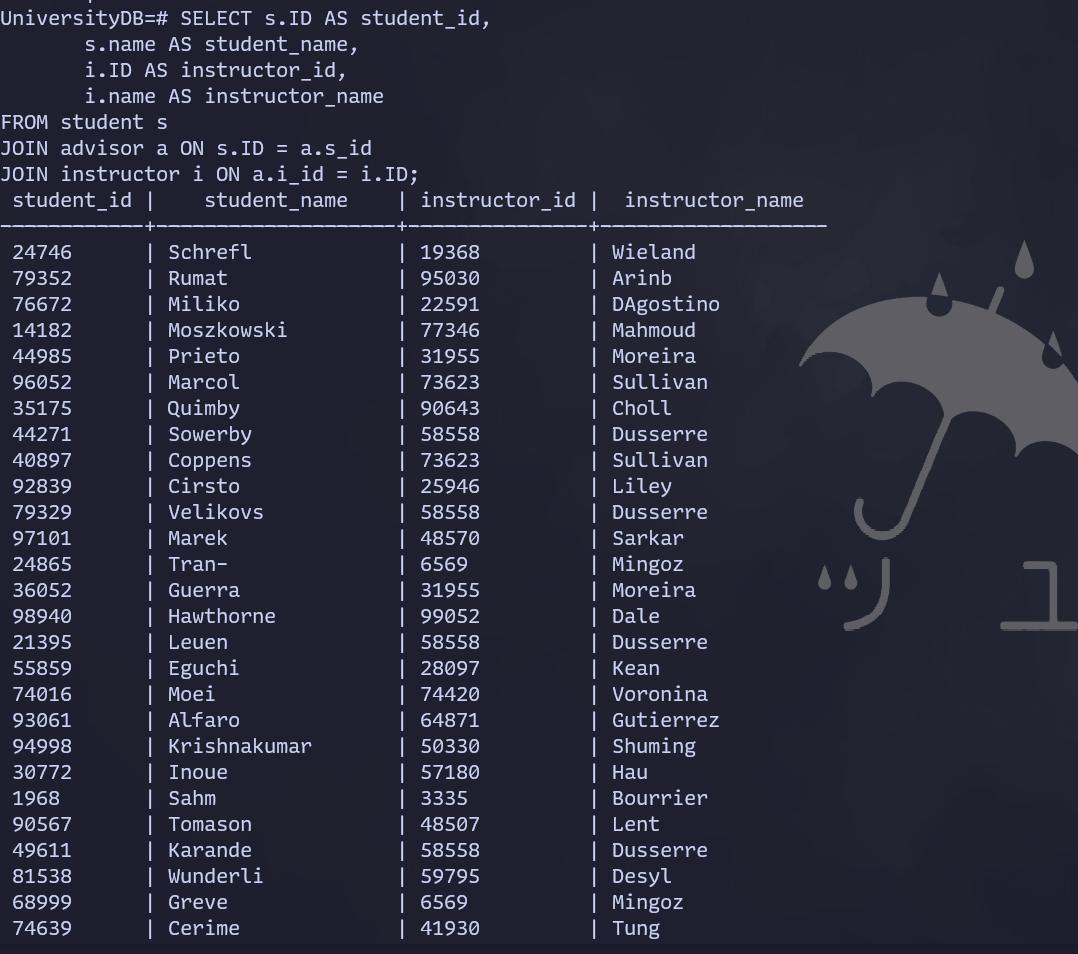 UniversityDB=# SELECT s.ID AS student_id,
       s.name AS student_name,
       i.ID AS instructor_id,
       i.name AS instructor_name
FROM student s
JOIN advisor a ON s.ID = a.s_id
JOIN instructor i ON a.i_id = i.ID;
 student_id |    student_name    | instructor_id |  instructor_name
------------+--------------------+---------------+-------------------
 24746      | Schrefl            | 19368         | Wieland
 79352      | Rumat              | 95030         | Arinb
 76672      | Miliko             | 22591         | DAgostino
 14182      | Moszkowski         | 77346         | Mahmoud
 44985      | Prieto             | 31955         | Moreira
 96052      | Marcol             | 73623         | Sullivan
 35175      | Quimby             | 90643         | Choll
 44271      | Sowerby            | 58558         | Dusserre
 40897      | Coppens            | 73623         | Sullivan
 92839      | Cirsto             | 25946         | Liley
 79329      | Velikovs           | 58558         | Dusserre
 97101      | Marek              | 48570         | Sarkar
 24865      | Tran-              | 6569          | Mingoz
 36052      | Guerra             | 31955         | Moreira
 98940      | Hawthorne          | 99052         | Dale
 21395      | Leuen              | 58558         | Dusserre
 55859      | Eguchi             | 28097         | Kean
 74016      | Moei               | 74420         | Voronina
 93061      | Alfaro             | 64871         | Gutierrez
 94998      | Krishnakumar       | 50330         | Shuming
 30772      | Inoue              | 57180         | Hau
 1968       | Sahm               | 3335          | Bourrier
 90567      | Tomason            | 48507         | Lent
 49611      | Karande            | 58558         | Dusserre
 81538      | Wunderli           | 59795         | Desyl
 68999      | Greve              | 6569          | Mingoz
 74639      | Cerime             | 41930         | Tung
ツ ユ